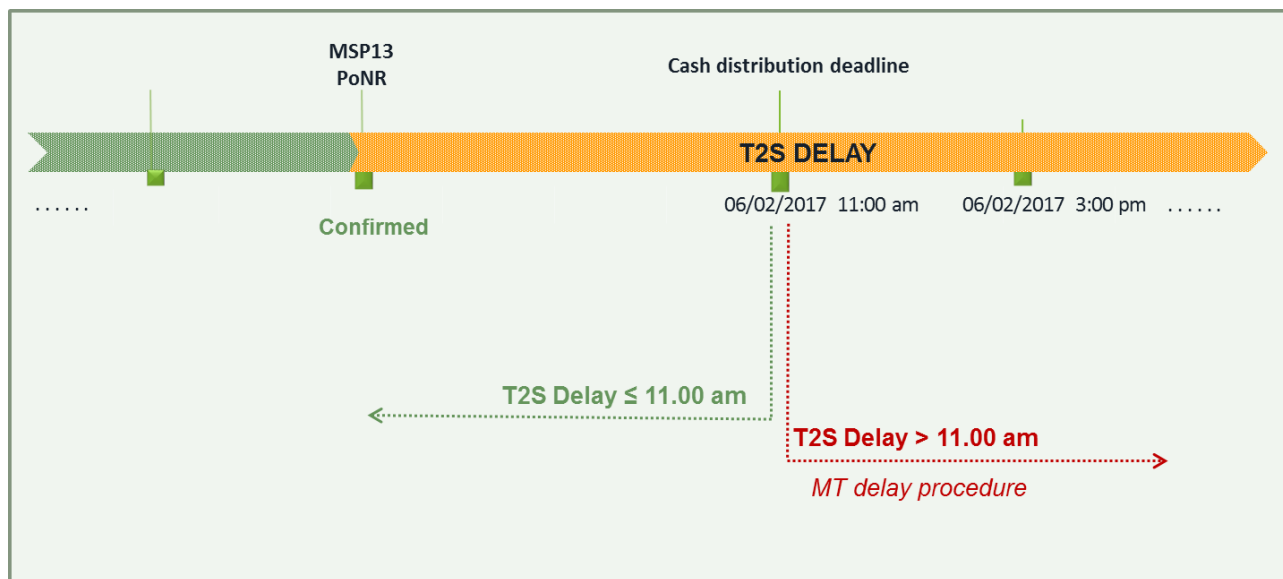 MSP13
PoNR
Cash distribution deadline
T2S DELAY
......
06/02/2017 11:00 am
06/02/2017 3:00 pm
......
Confirmed
T2S Delay ≤ 11.00 am
T2S Delay > 11.00 am
MT delay procedure